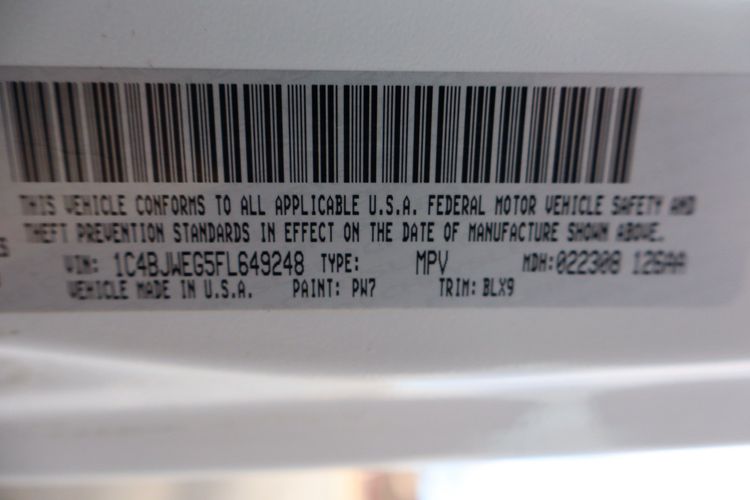 THIS VEHICLE CONFORMS TO ALL APPLICABLE U.S.A. FEDERAL MOTOR VEHICLE SAFETY AND
THEFT PREVENTION STANDARDS IN EFFECT ON THE DATE OF MANUFACTURE SHOWN ABOVE.
VIN: 1C4BJWEG5FL649248 TYPE: MPV MDH: 022308 126AA
VEHICLE MADE IN U.S.A. PAINT: PW7 TRIM: BLX9